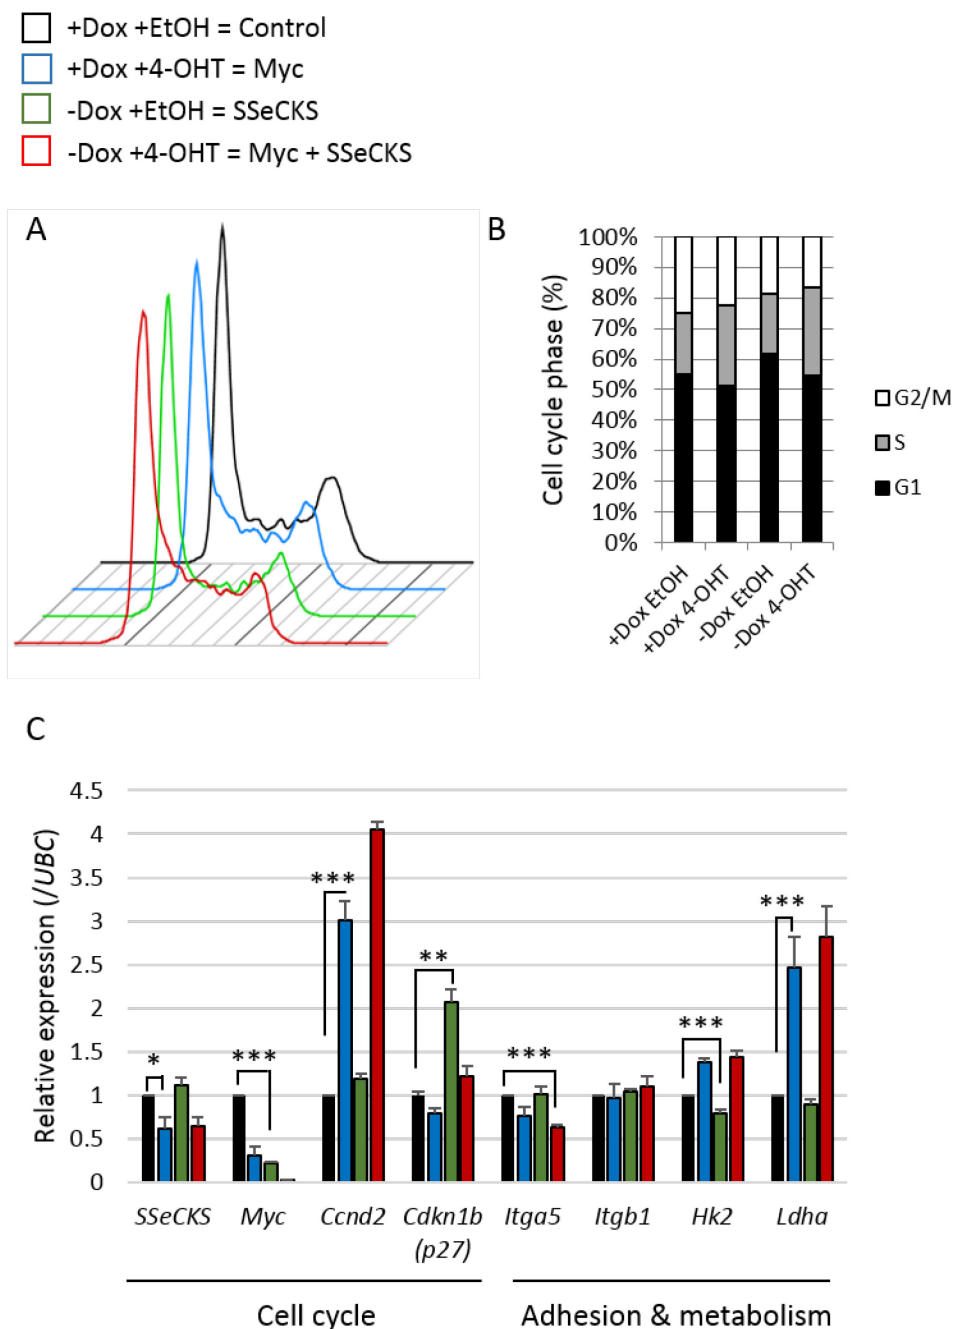 +Dox +EtOH = Control
+Dox +4-OHT = Myc
-Dox +EtOH = SSeCKS
-Dox +4-OHT = Myc + SSeCKS
A
B
Cell cycle phase (%)
100%
90%
80%
70%
60%
50%
40%
30%
20%
10%
0%
+Dox EtOH
+Dox 4-OHT
-Dox EtOH
-Dox 4-OHT
G2/M
S
G1
C
Relative expression (/UBC)
4.5
4
3.5
3
2.5
2
1.5
1
0.5
0
*
***
***
**
***
***
***
SSeCKS Myc Ccnd2 Cdkn1b Itga5 Itgb1 Hk2 Ldha
(p27)
Cell cycle Adhesion & metabolism